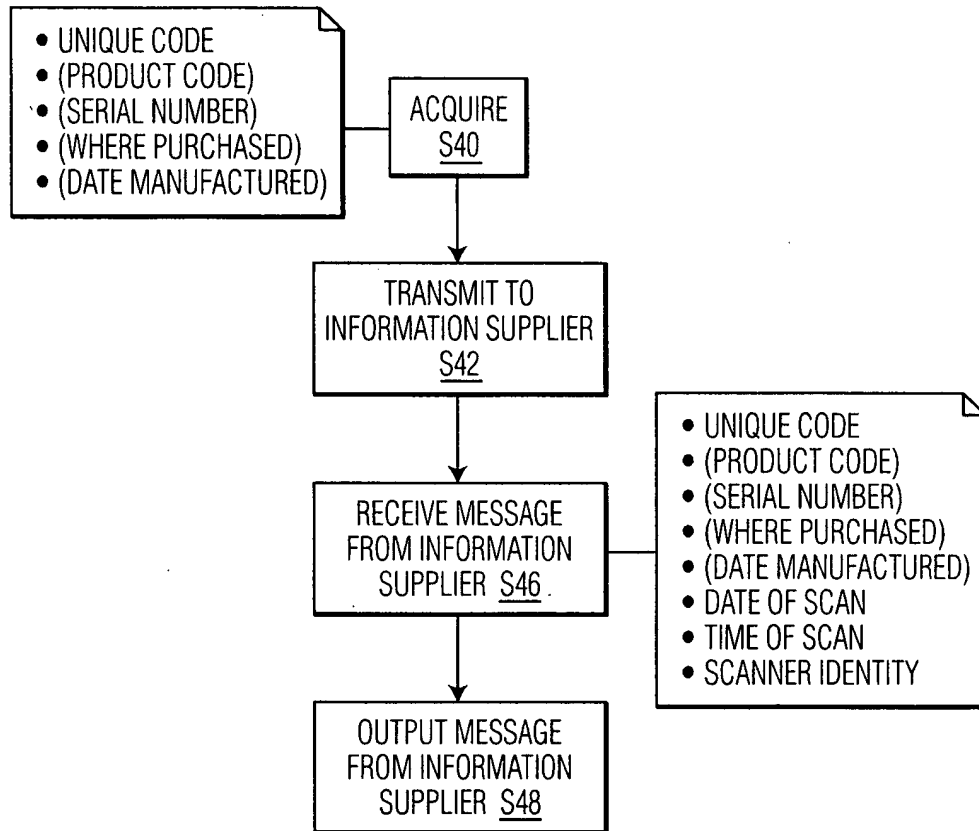 • UNIQUE CODE
• (PRODUCT CODE)
• (SERIAL NUMBER)
• (WHERE PURCHASED)
• (DATE MANUFACTURED)
ACQUIRE
S40
TRANSMIT TO
INFORMATION SUPPLIER
S42
RECEIVE MESSAGE
FROM INFORMATION
SUPPLIER S46
• UNIQUE CODE
• (PRODUCT CODE)
• (SERIAL NUMBER)
• (WHERE PURCHASED)
• (DATE MANUFACTURED)
• DATE OF SCAN
• TIME OF SCAN
• SCANNER IDENTITY
OUTPUT MESSAGE
FROM INFORMATION
SUPPLIER S48